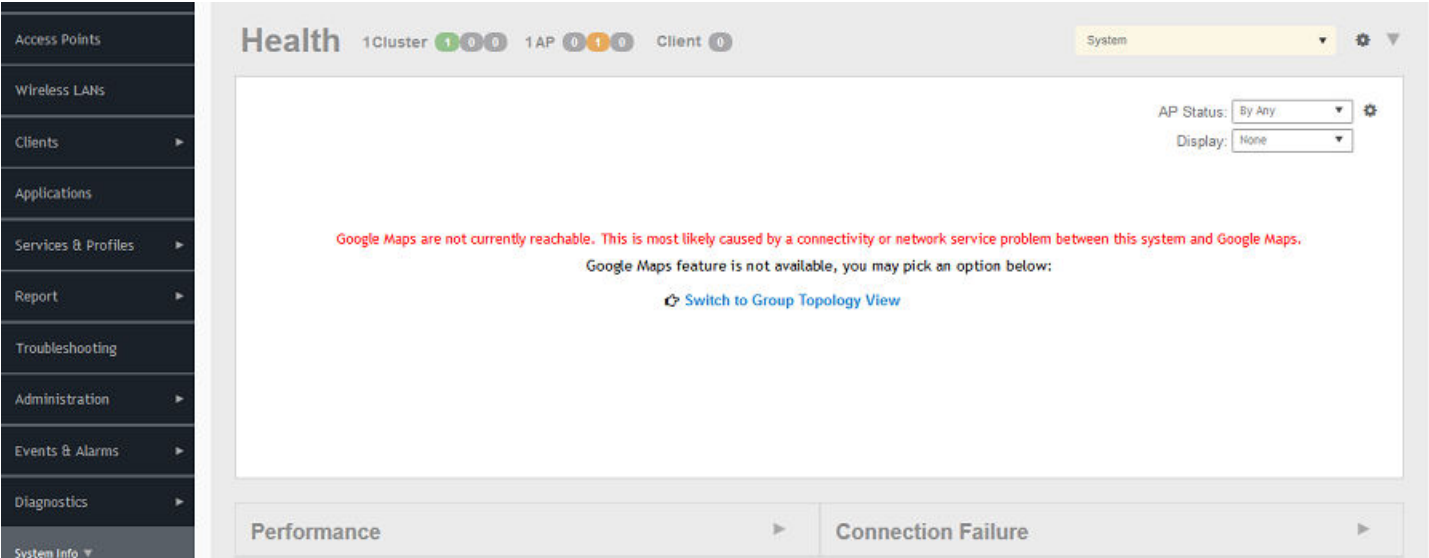 Access Points
Wireless LANs
Clients
Applications
Services & Profiles
Report
Troubleshooting
Administration
Events & Alarms
Diagnostics
System Info
Health 1Cluster 1 0 0 1AP 0 1 0 Client 0
System
AP Status: By Any
Display: None
Google Maps are not currently reachable. This is most likely caused by a connectivity or network service problem between this system and Google Maps.
Google Maps feature is not available, you may pick an option below:
Switch to Group Topology View
Performance
Connection Failure